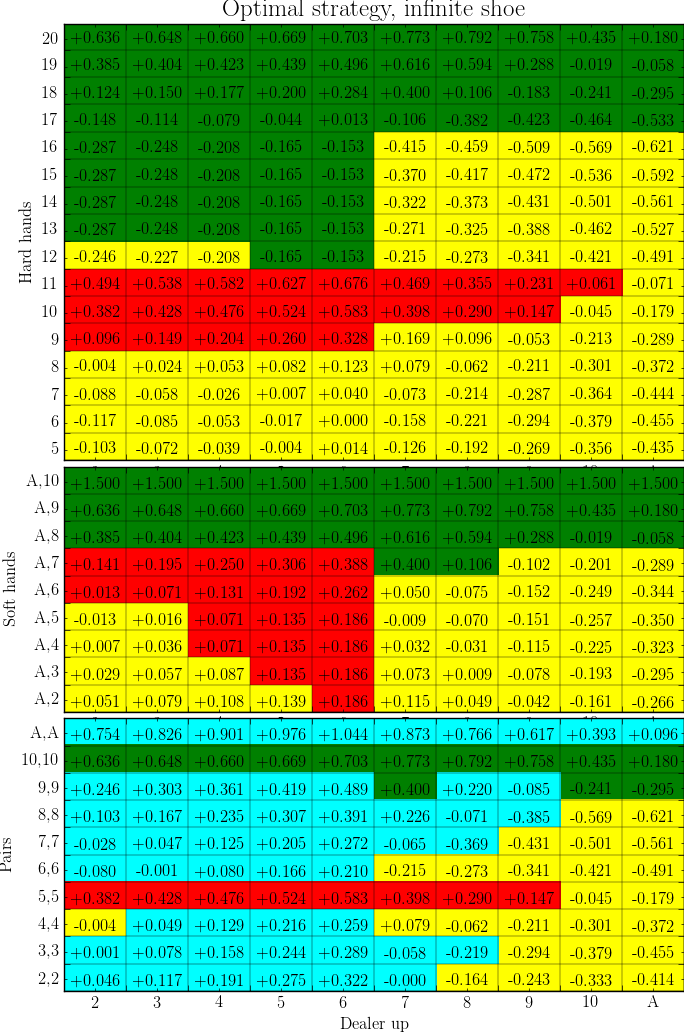 Optimal strategy, infinite shoe
20 +0.636 +0.648 +0.660 +0.669 +0.703 +0.773 +0.792 +0.758 +0.435 +0.180
19 +0.385 +0.404 +0.423 +0.439 +0.496 +0.616 +0.594 +0.288 -0.019 -0.058
18 +0.124 +0.150 +0.177 +0.200 +0.284 +0.400 +0.106 -0.183 -0.241 -0.295
17 -0.148 -0.114 -0.079 -0.044 +0.013 -0.106 -0.382 -0.423 -0.464 -0.533
16 -0.287 -0.248 -0.208 -0.165 -0.153 -0.415 -0.459 -0.509 -0.569 -0.621
15 -0.287 -0.248 -0.208 -0.165 -0.153 -0.370 -0.417 -0.472 -0.536 -0.592
14 -0.287 -0.248 -0.208 -0.165 -0.153 -0.322 -0.373 -0.431 -0.501 -0.561
13 -0.287 -0.248 -0.208 -0.165 -0.153 -0.271 -0.325 -0.388 -0.462 -0.527
12 -0.246 -0.227 -0.208 -0.165 -0.153 -0.215 -0.273 -0.341 -0.421 -0.491
11 +0.494 +0.538 +0.582 +0.627 +0.676 +0.469 +0.355 +0.231 +0.061 -0.071
10 +0.382 +0.428 +0.476 +0.524 +0.583 +0.398 +0.290 +0.147 -0.045 -0.179
9 +0.096 +0.149 +0.204 +0.260 +0.328 +0.169 +0.096 -0.053 -0.213 -0.289
8 -0.004 +0.024 +0.053 +0.082 +0.123 +0.079 -0.062 -0.211 -0.301 -0.372
7 -0.088 -0.058 -0.026 +0.007 +0.040 -0.073 -0.214 -0.287 -0.364 -0.444
6 -0.117 -0.085 -0.053 -0.017 +0.000 -0.158 -0.221 -0.294 -0.379 -0.455
5 -0.103 -0.072 -0.039 -0.004 +0.014 -0.126 -0.192 -0.269 -0.356 -0.435
Hard hands
A,10 +1.500 +1.500 +1.500 +1.500 +1.500 +1.500 +1.500 +1.500 +1.500 +1.500
A,9 +0.636 +0.648 +0.660 +0.669 +0.703 +0.773 +0.792 +0.758 +0.435 +0.180
A,8 +0.385 +0.404 +0.423 +0.439 +0.496 +0.616 +0.594 +0.288 -0.019 -0.058
A,7 +0.141 +0.195 +0.250 +0.306 +0.388 +0.400 +0.106 -0.102 -0.201 -0.289
A,6 +0.013 +0.071 +0.131 +0.192 +0.262 +0.050 -0.075 -0.152 -0.249 -0.344
A,5 -0.013 +0.016 +0.071 +0.135 +0.186 -0.009 -0.070 -0.151 -0.257 -0.350
A,4 +0.007 +0.036 +0.071 +0.135 +0.186 +0.032 -0.031 -0.115 -0.225 -0.323
A,3 +0.029 +0.057 +0.087 +0.135 +0.186 +0.073 +0.009 -0.078 -0.193 -0.295
A,2 +0.051 +0.079 +0.108 +0.139 +0.186 +0.115 +0.049 -0.042 -0.161 -0.266
Soft hands
A,A +0.754 +0.826 +0.901 +0.976 +1.044 +0.873 +0.766 +0.617 +0.393 +0.096
10,10 +0.636 +0.648 +0.660 +0.669 +0.703 +0.773 +0.792 +0.758 +0.435 +0.180
9,9 +0.246 +0.303 +0.361 +0.419 +0.489 +0.400 +0.220 -0.085 -0.241 -0.295
8,8 +0.103 +0.167 +0.235 +0.307 +0.391 +0.226 -0.071 -0.385 -0.569 -0.621
7,7 -0.028 +0.047 +0.125 +0.205 +0.272 -0.065 -0.369 -0.431 -0.501 -0.561
6,6 -0.080 -0.001 +0.080 +0.166 +0.210 -0.215 -0.273 -0.341 -0.421 -0.491
5,5 +0.382 +0.428 +0.476 +0.524 +0.583 +0.398 +0.290 +0.147 -0.045 -0.179
4,4 -0.004 +0.049 +0.129 +0.216 +0.259 +0.079 -0.062 -0.211 -0.301 -0.372
3,3 +0.001 +0.078 +0.158 +0.244 +0.289 -0.058 -0.219 -0.294 -0.379 -0.455
2,2 +0.046 +0.117 +0.191 +0.275 +0.322 -0.000 -0.164 -0.243 -0.333 -0.414
Pairs
2 3 4 5 6 7 8 9 10 A
Dealer up